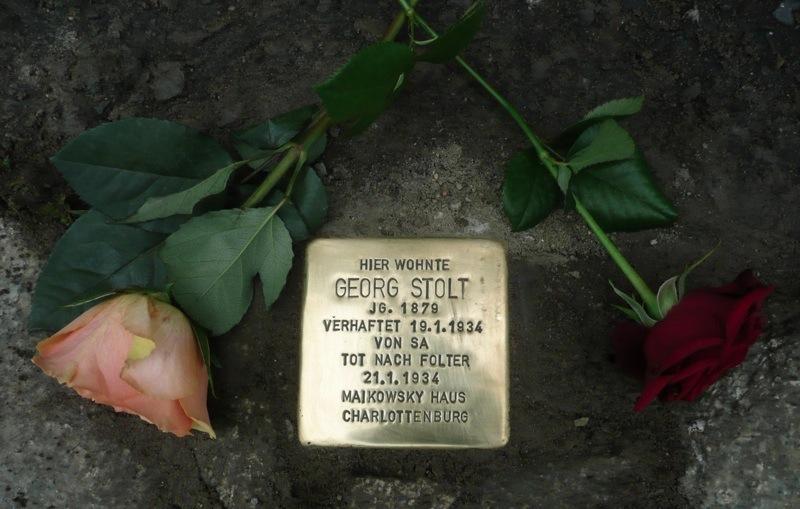 HIER WOHNTE
GEORG STOLT
JG. 1879
VERHAFTET 19.1.1934
VON SA
TOT NACH FOLTER
21.1.1934
MAIKOWSKY HAUS
CHARLOTTENBURG